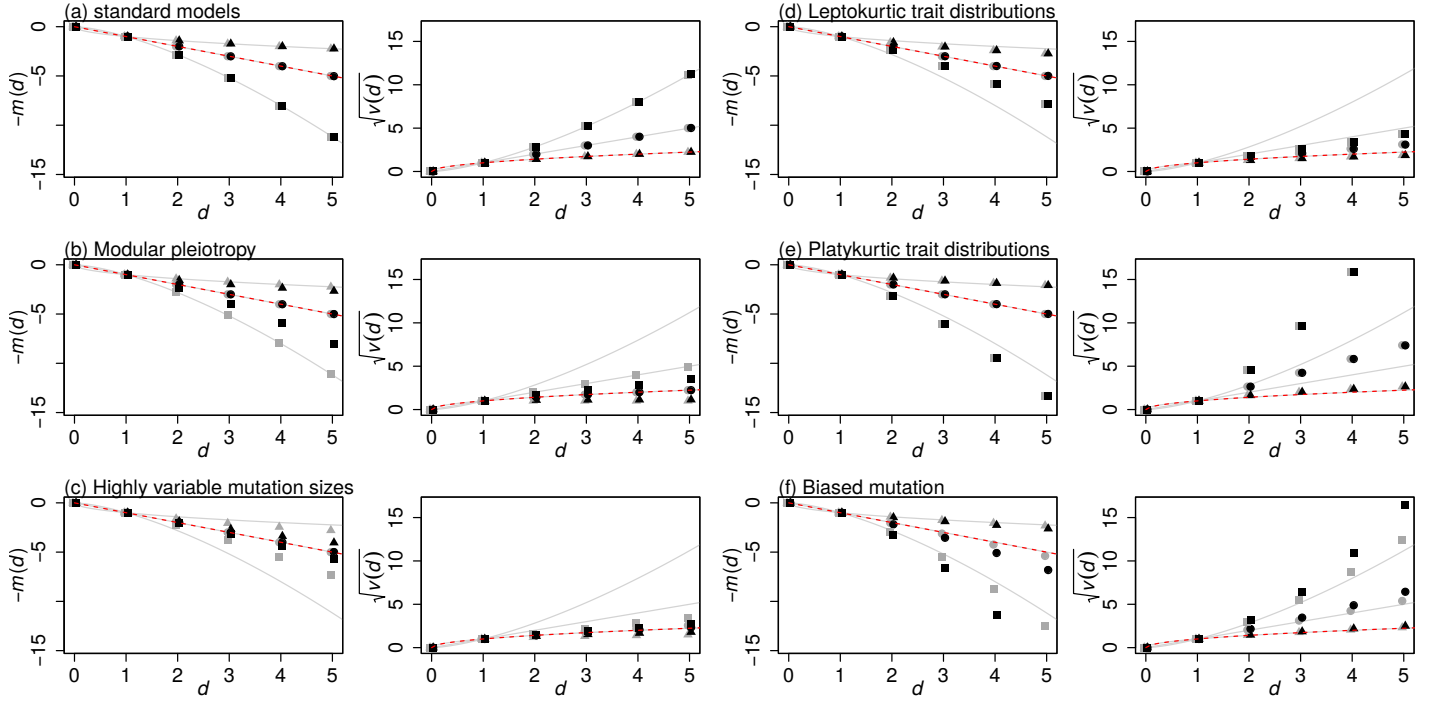 (a) standard models
−m(d)
0
−5
−15
0 1 2 3 4 5
d
√v(d)
0
5
10
15
0 1 2 3 4 5
d
(d) Leptokurtic trait distributions
−m(d)
0
−5
−15
0 1 2 3 4 5
d
√v(d)
0
5
10
15
0 1 2 3 4 5
d
(b) Modular pleiotropy
−m(d)
0
−5
−15
0 1 2 3 4 5
d
√v(d)
0
5
10
15
0 1 2 3 4 5
d
(e) Platykurtic trait distributions
−m(d)
0
−5
−15
0 1 2 3 4 5
d
√v(d)
0
5
10
15
0 1 2 3 4 5
d
(c) Highly variable mutation sizes
−m(d)
0
−5
−15
0 1 2 3 4 5
d
√v(d)
0
5
10
15
0 1 2 3 4 5
d
(f) Biased mutation
−m(d)
0
−5
−15
0 1 2 3 4 5
d
√v(d)
0
5
10
15
0 1 2 3 4 5
d